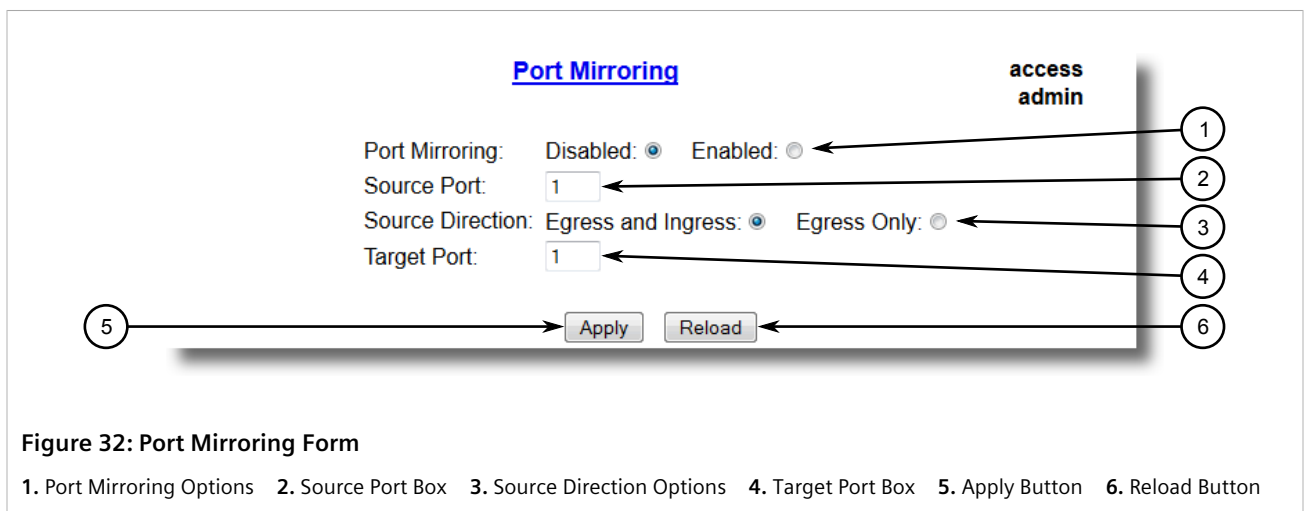 Port Mirroring
access
admin
Port Mirroring: Disabled: Enabled:
1
Source Port: 1
2
Source Direction: Egress and Ingress: Egress Only:
3
Target Port: 1
4
5
Apply Reload
6
Figure 32: Port Mirroring Form
1. Port Mirroring Options 2. Source Port Box 3. Source Direction Options 4. Target Port Box 5. Apply Button 6. Reload Button